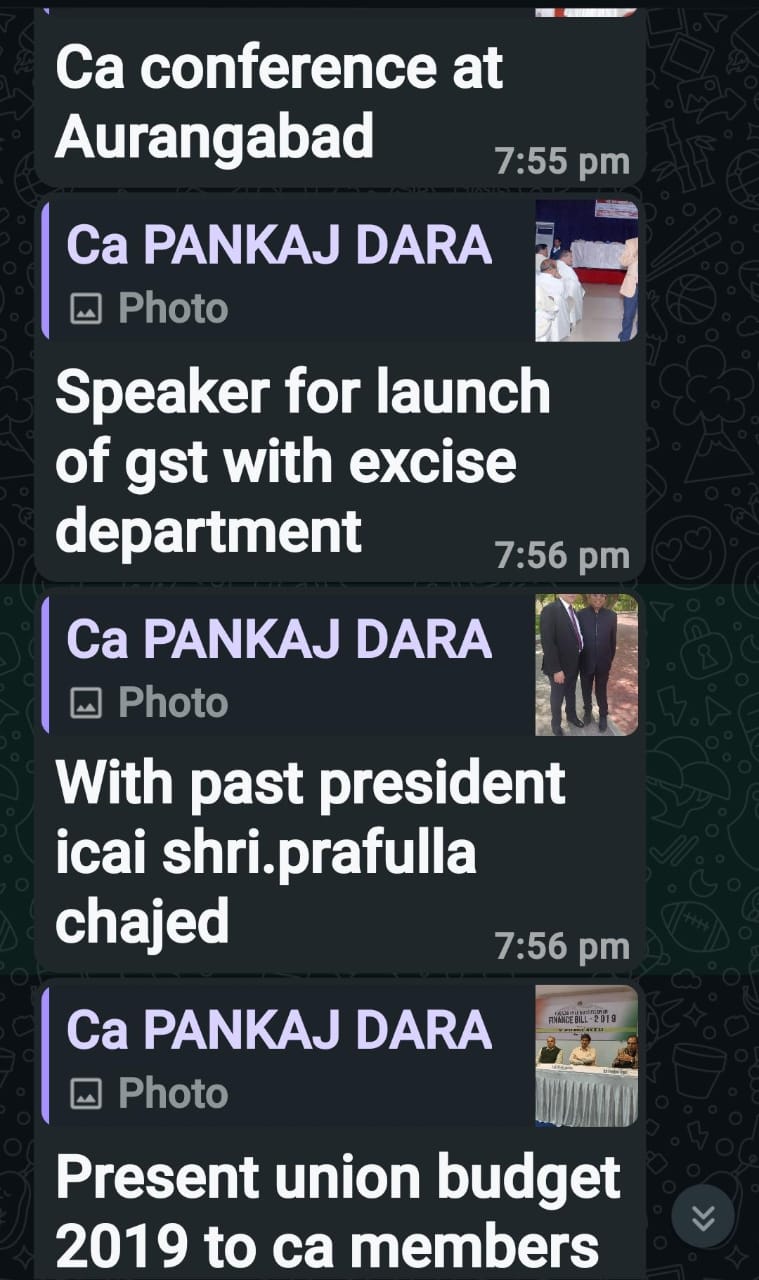 Ca conference at
Aurangabad
7:55 pm
Ca PANKAJ DARA
Photo
Speaker for launch
of gst with excise
department
7:56 pm
Ca PANKAJ DARA
Photo
With past president
icai shri.prafulla
chajed
7:56 pm
Ca PANKAJ DARA
Photo
FINANCE BILL - 2019
Present union budget
2019 to ca members